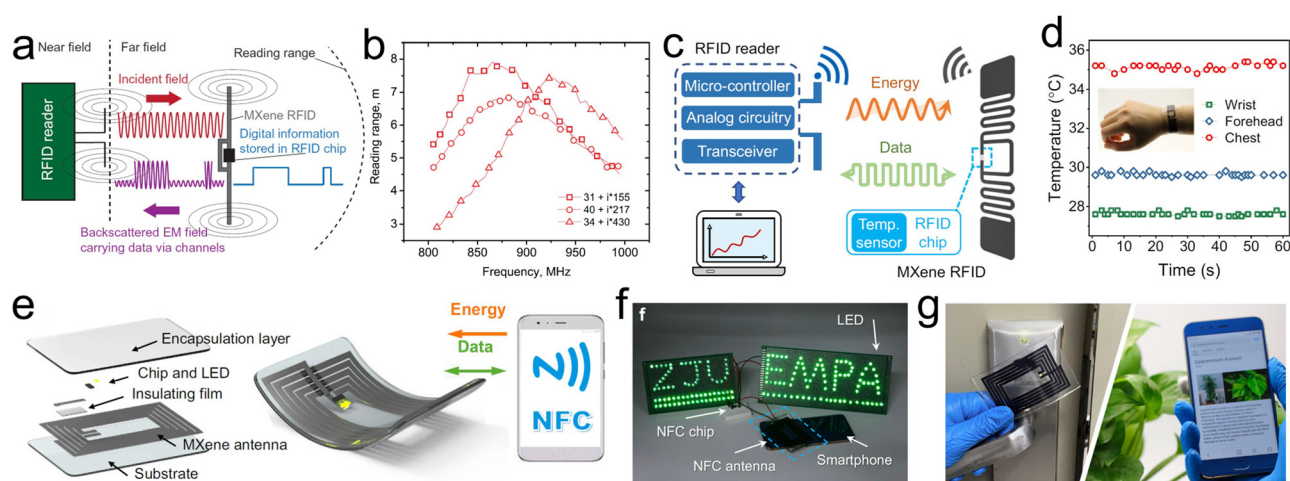 a
Near field
Far field
Reading range
Incident field
RFID reader
MXene RFID
Digital information
stored in RFID chip
Backscattered EM field
carrying data via channels
b
Reading range, m
8
7
6
5
4
3
31 + i*155
40 + i*217
34 + i*430
800
850
900
950
1000
Frequency, MHz
c
RFID reader
Micro-controller
Analog circuitry
Transceiver
Energy
Data
Temp.
sensor
RFID
chip
MXene RFID
d
Temperature (°C)
36
34
32
30
28
Wrist
Forehead
Chest
0
10
20
30
40
50
60
Time (s)
e
Encapsulation layer
Chip and LED
Insulating film
MXene antenna
Substrate
Energy
Data
N
NFC
f
f
LED
ZJU
EMPA
NFC chip
NFC antenna
Smartphone
g